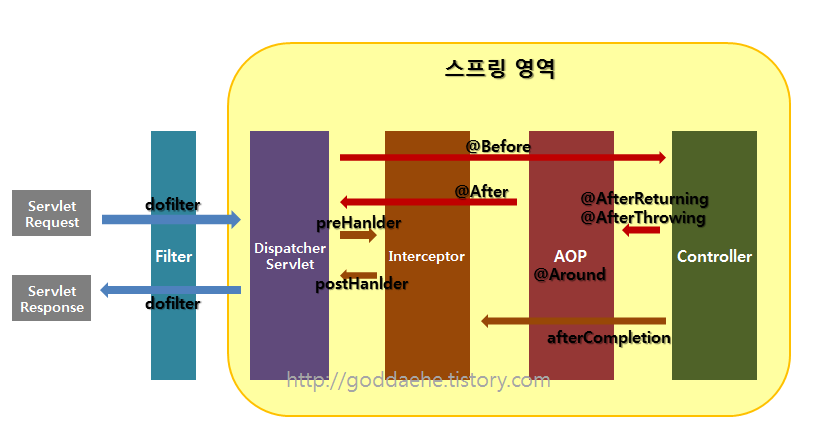 스프링 영역
@Before
@After
@AfterReturning
@AfterThrowing
Servlet
Request
dofilter
preHanlder
Filter
Dispatcher
Servlet
Interceptor
AOP
@Around
Controller
Servlet
Response
dofilter
postHanlder
afterCompletion
http://goddaehe.tistory.com